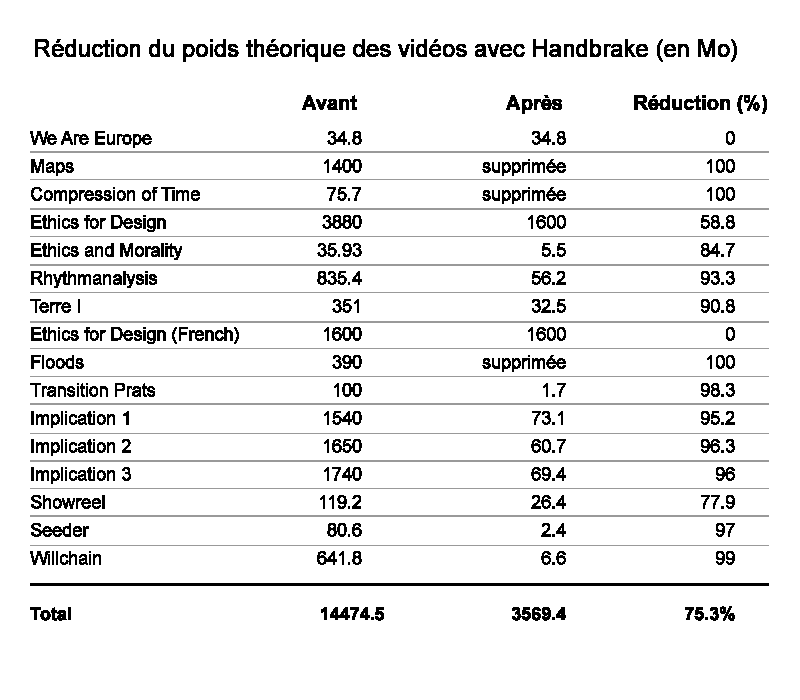 Réduction du poids théorique des vidéos avec Handbrake (en Mo)
Avant Après Réduction (%)
We Are Europe 34.8 34.8 0
Maps 1400 supprimée 100
Compression of Time 75.7 supprimée 100
Ethics for Design 3880 1600 58.8
Ethics and Morality 35.93 5.5 84.7
Rhythmanalysis 835.4 56.2 93.3
Terre I 351 32.5 90.8
Ethics for Design (French) 1600 1600 0
Floods 390 supprimée 100
Transition Prats 100 1.7 98.3
Implication 1 1540 73.1 95.2
Implication 2 1650 60.7 96.3
Implication 3 1740 69.4 96
Showreel 119.2 26.4 77.9
Seeder 80.6 2.4 97
Willchain 641.8 6.6 99
Total 14474.5 3569.4 75.3%